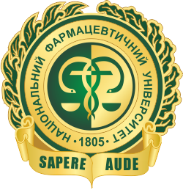 НАЦІОНАЛЬНИЙ ФАРМАЦЕВТИЧНИЙ УНІВЕРСИТЕТ
·1805·
SAPERE AUDE